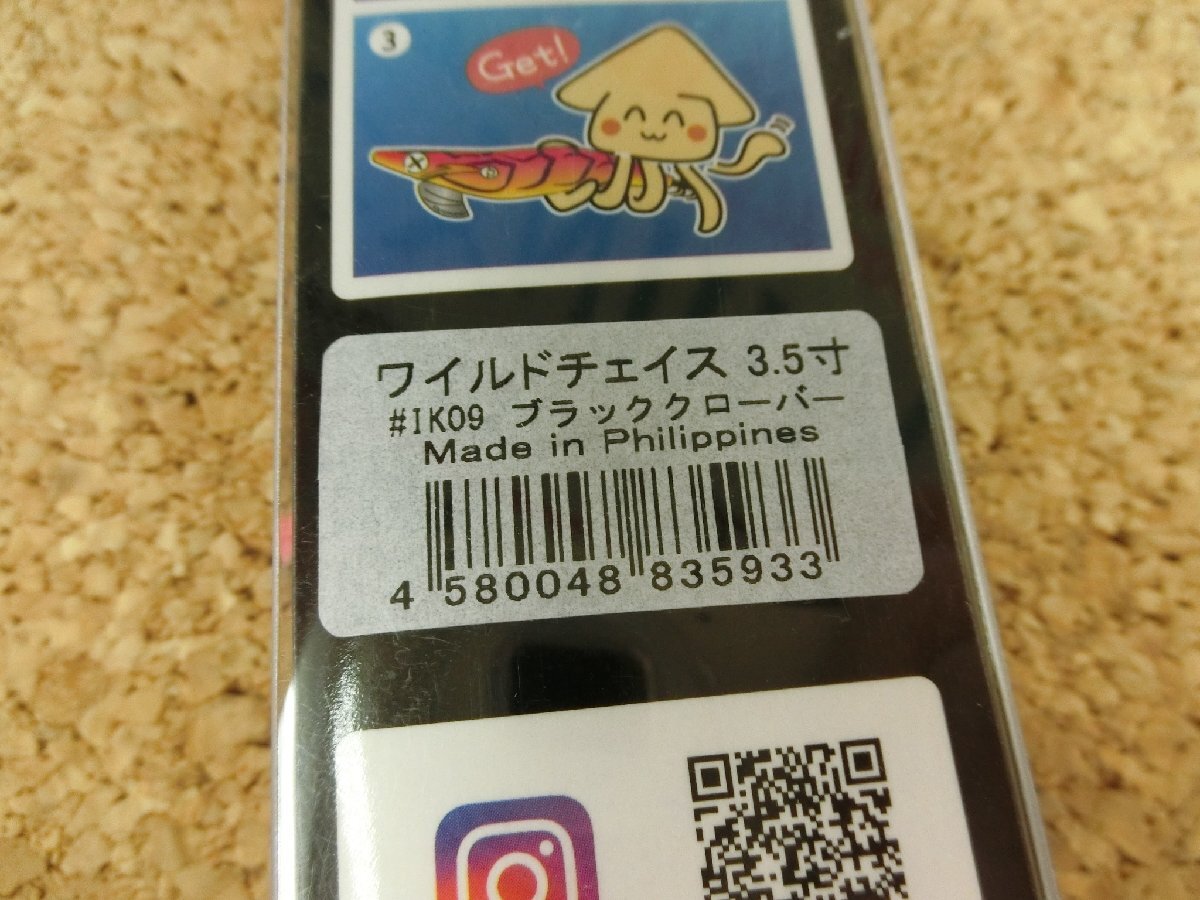 3
Get!
ワイルドチェイス 3.5寸
#IK09 ブラッククローバー
Made in Philippines
4 580048 835933